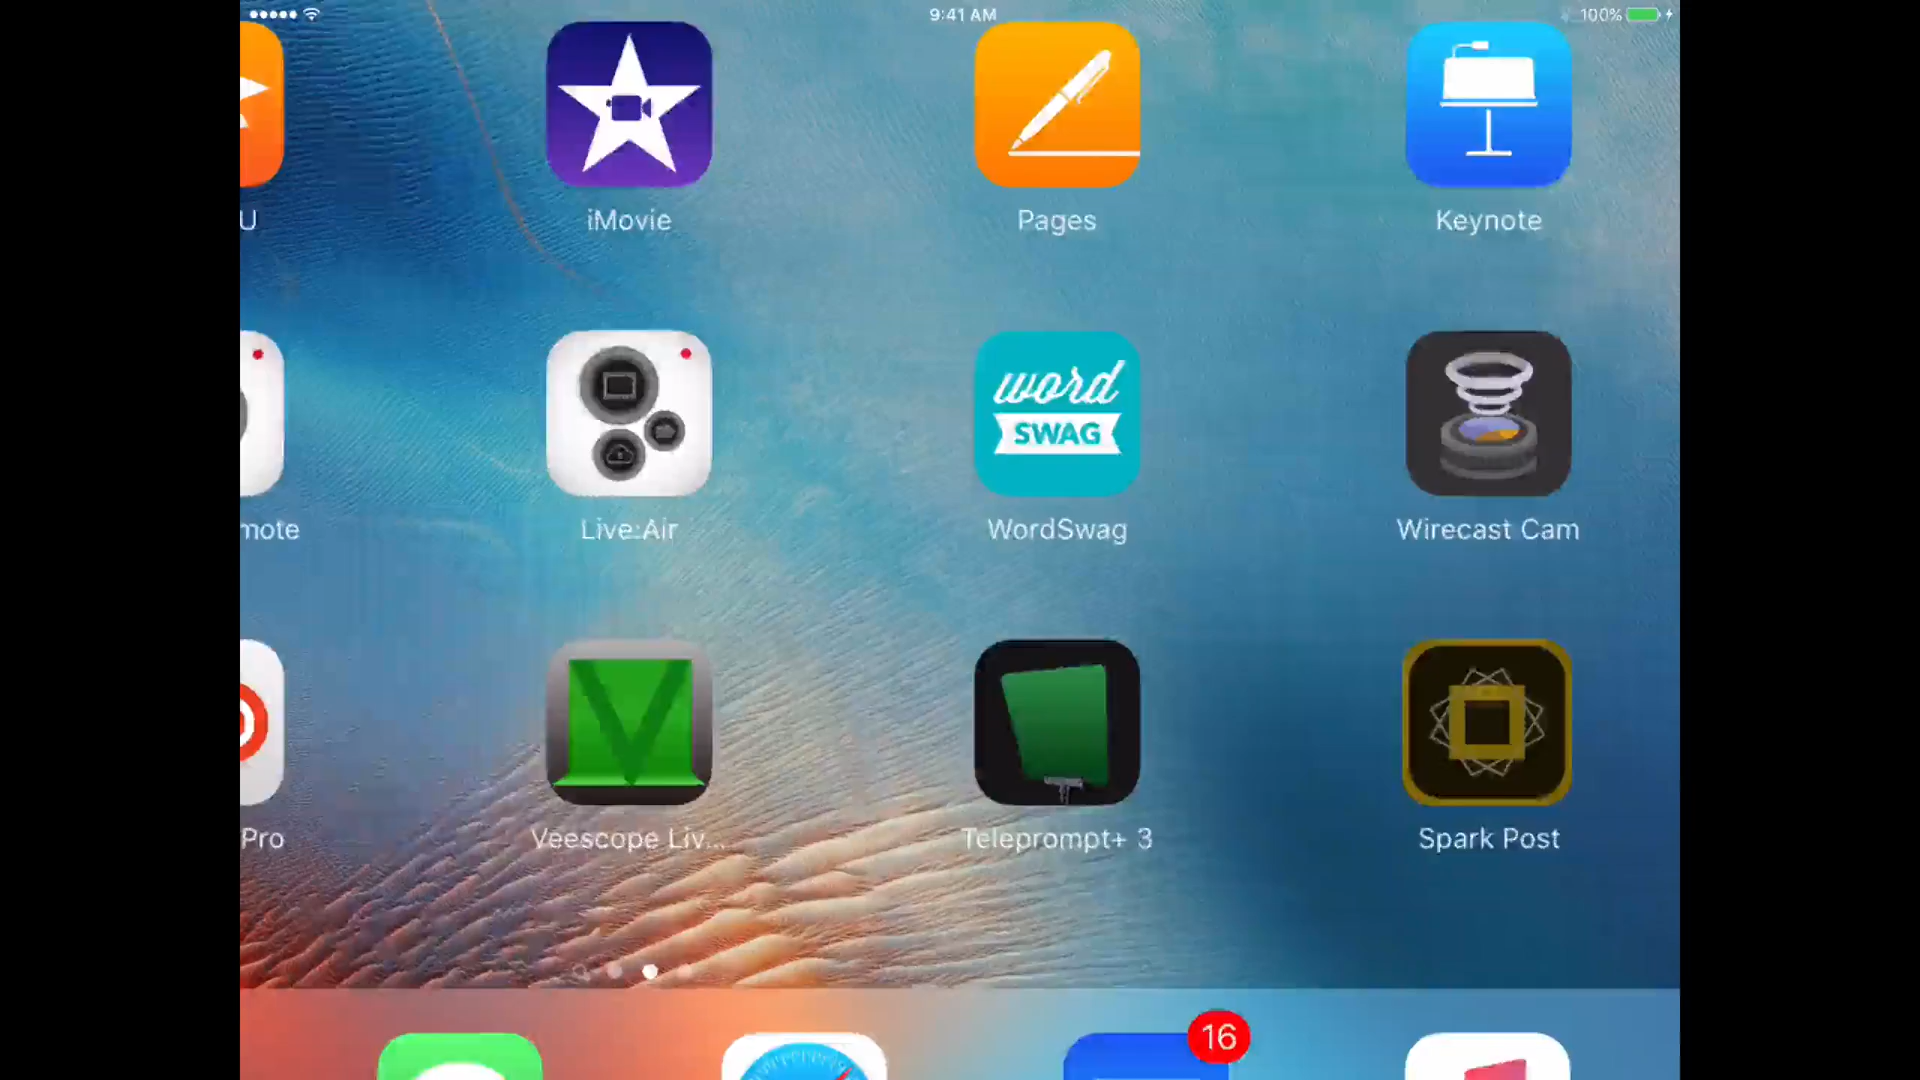 9:41 AM
100%
U
iMovie
Pages
Keynote
word
SWAG
mote
Live:Air
WordSwag
Wirecast Cam
Pro
Veescope Liv...
Teleprompt+ 3
Spark Post
16